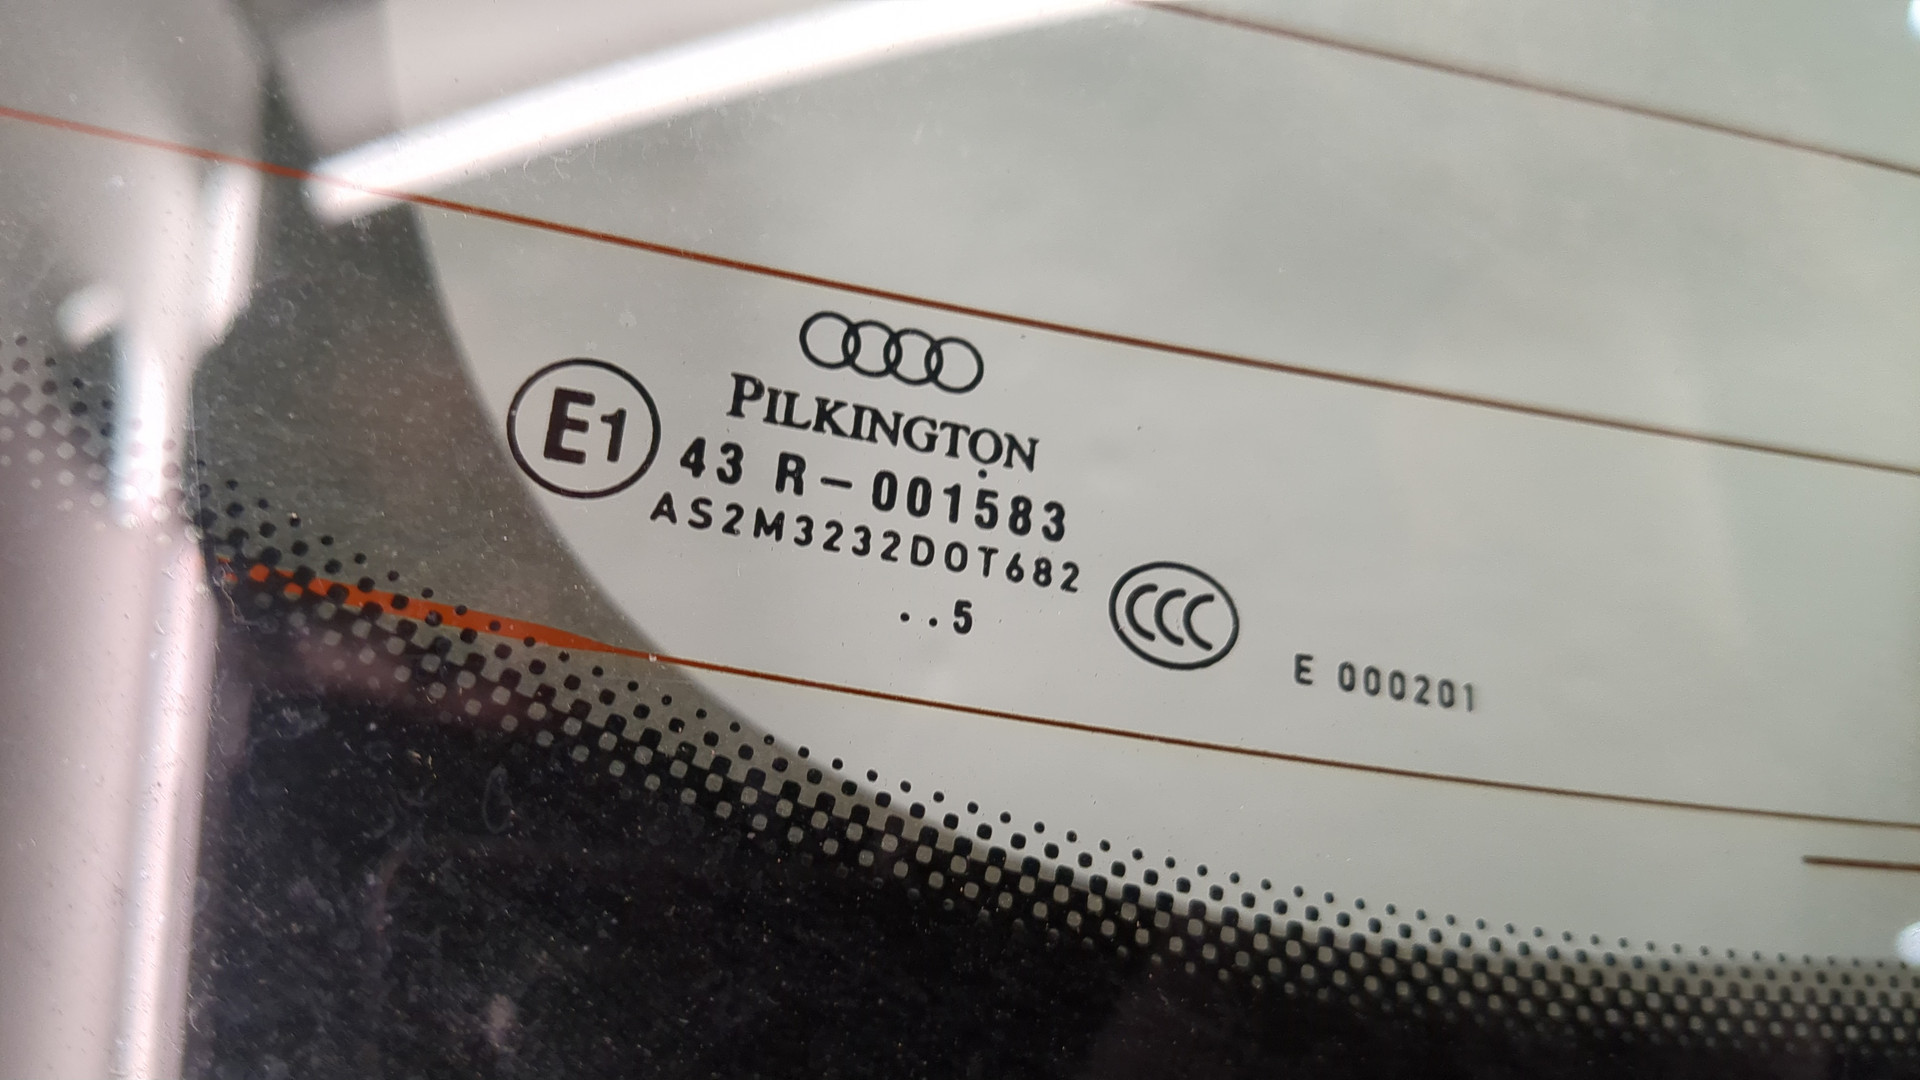 PILKINGTON
E1
43 R-001583
AS2M3232DOT682
..5
CCC
E 000201